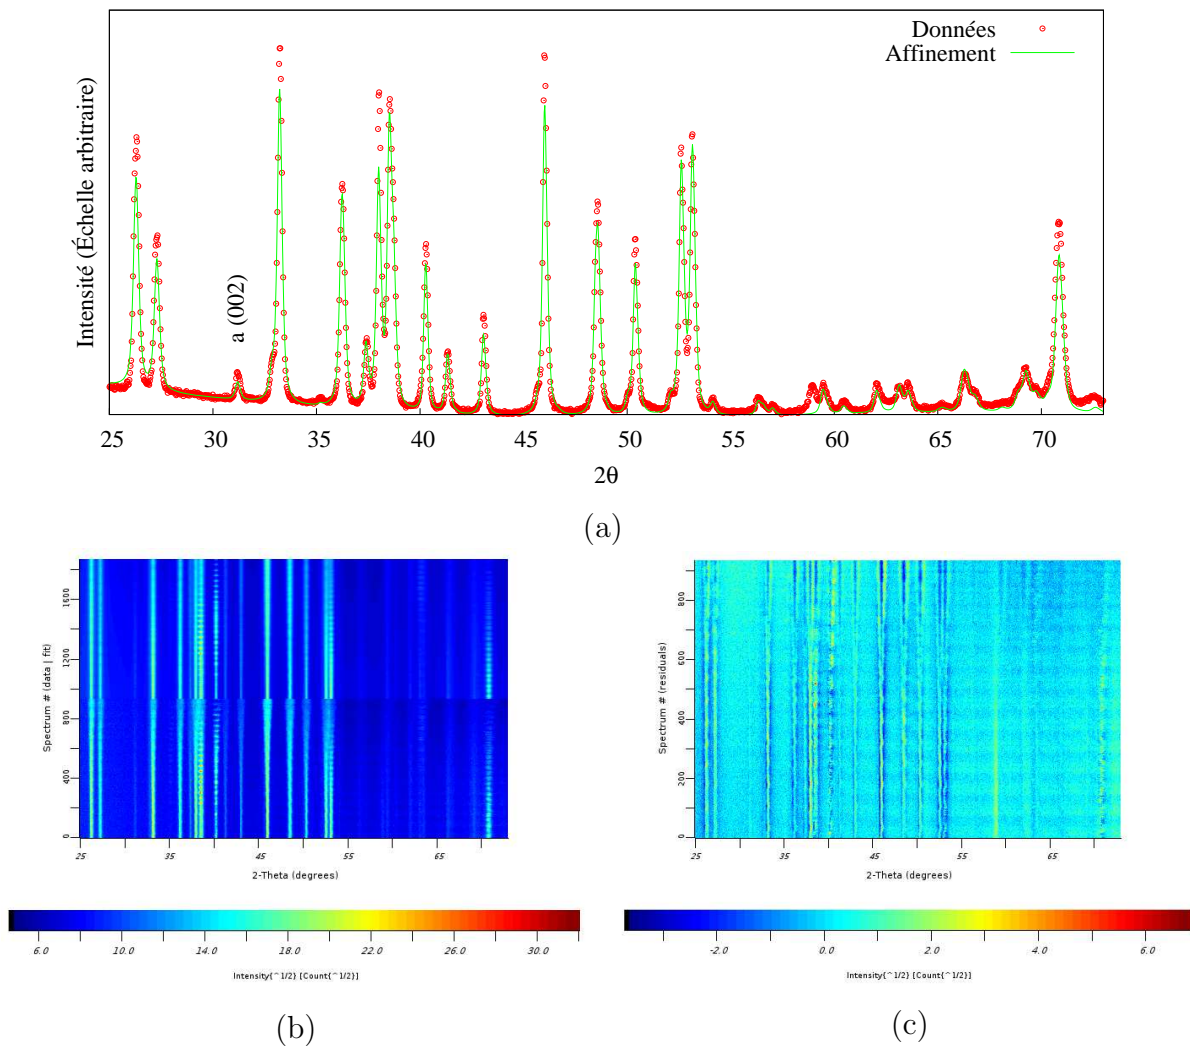 Données
Affinement
Intensité (Échelle arbitraire)
a (002)
25 30 35 40 45 50 55 60 65 70
2θ
(a)
Spectrum # (data | fit)
0 400 800 1200 1600
25 35 45 55 65
2-Theta (degrees)
6.0 10.0 14.0 18.0 22.0 26.0 30.0
Intensity{^1/2} [Count{^1/2}]
(b)
Spectrum # (residuals)
0 200 400 600 800
25 35 45 55 65
2-Theta (degrees)
-2.0 0.0 2.0 4.0 6.0
Intensity{^1/2} [Count{^1/2}]
(c)